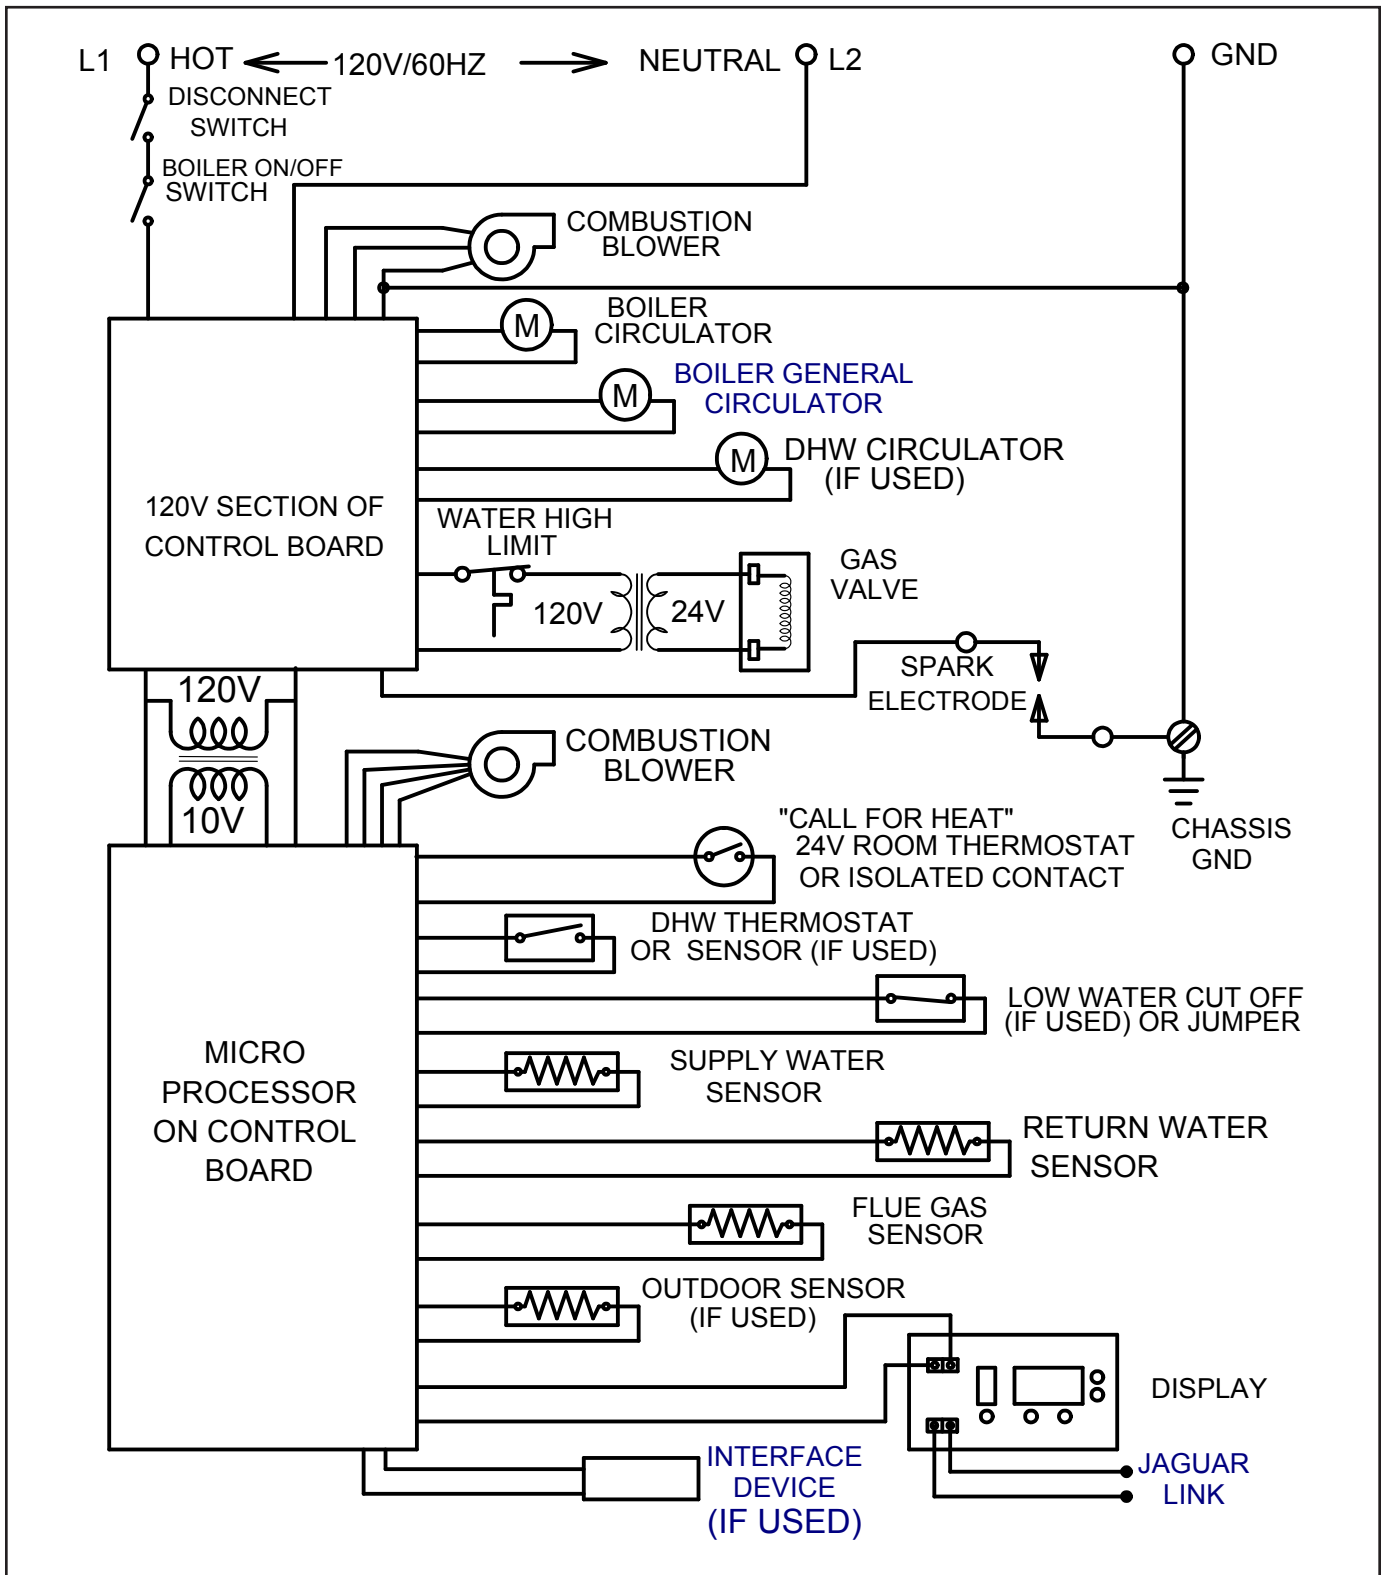 L1 HOT 120V/60HZ NEUTRAL L2 GND
DISCONNECT
SWITCH
BOILER ON/OFF
SWITCH
COMBUSTION
BLOWER
M
BOILER
CIRCULATOR
M
BOILER GENERAL
CIRCULATOR
M
DHW CIRCULATOR
(IF USED)
120V SECTION OF
CONTROL BOARD
WATER HIGH
LIMIT
120V
24V
GAS
VALVE
SPARK
ELECTRODE
120V
10V
COMBUSTION
BLOWER
CHASSIS
GND
"CALL FOR HEAT"
24V ROOM THERMOSTAT
OR ISOLATED CONTACT
DHW THERMOSTAT
OR SENSOR (IF USED)
LOW WATER CUT OFF
(IF USED) OR JUMPER
MICRO
PROCESSOR
ON CONTROL
BOARD
SUPPLY WATER
SENSOR
RETURN WATER
SENSOR
FLUE GAS
SENSOR
OUTDOOR SENSOR
(IF USED)
DISPLAY
INTERFACE
DEVICE
(IF USED)
JAGUAR
LINK